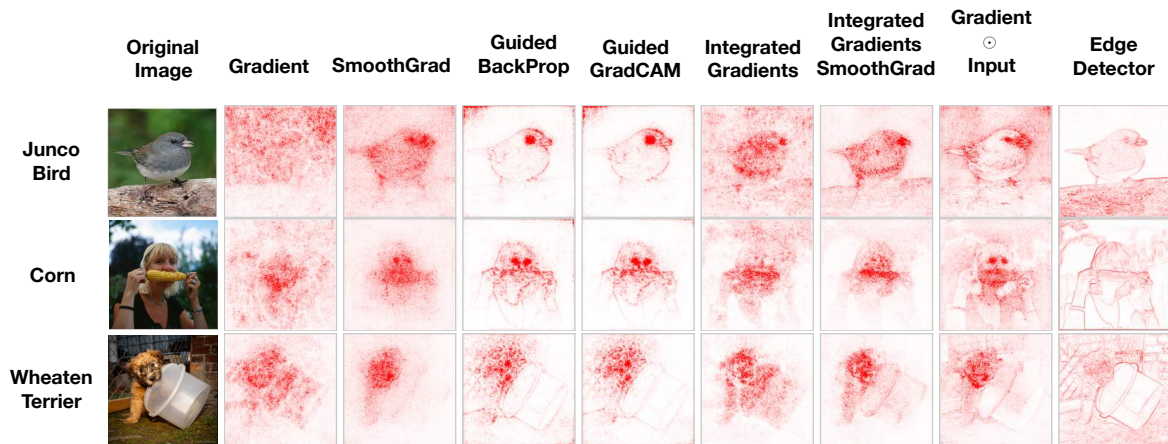 Original
Image
Gradient
SmoothGrad
Guided
BackProp
Guided
GradCAM
Integrated
Gradients
Integrated
Gradients
SmoothGrad
Gradient
⊙
Input
Edge
Detector
Junco
Bird
Corn
Wheaten
Terrier